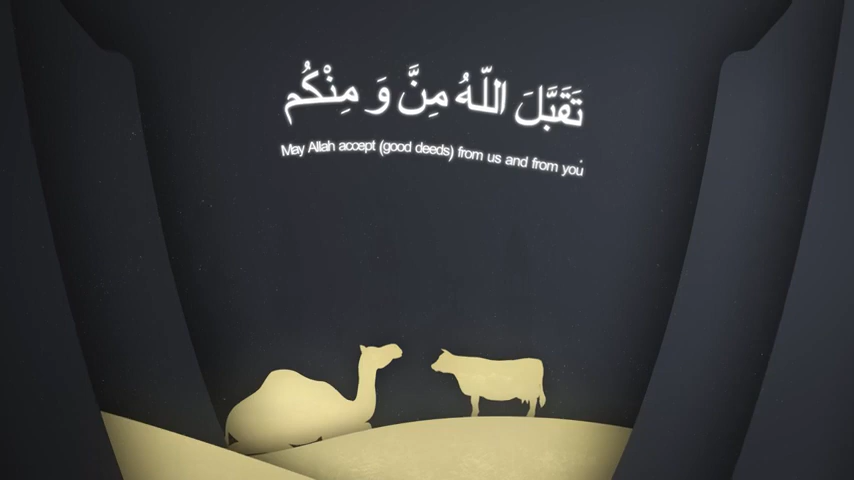 تَقَبَّلَ اللّهُ مِنَّ وَ مِنْكُم
May Allah accept (good deeds) from us and from you